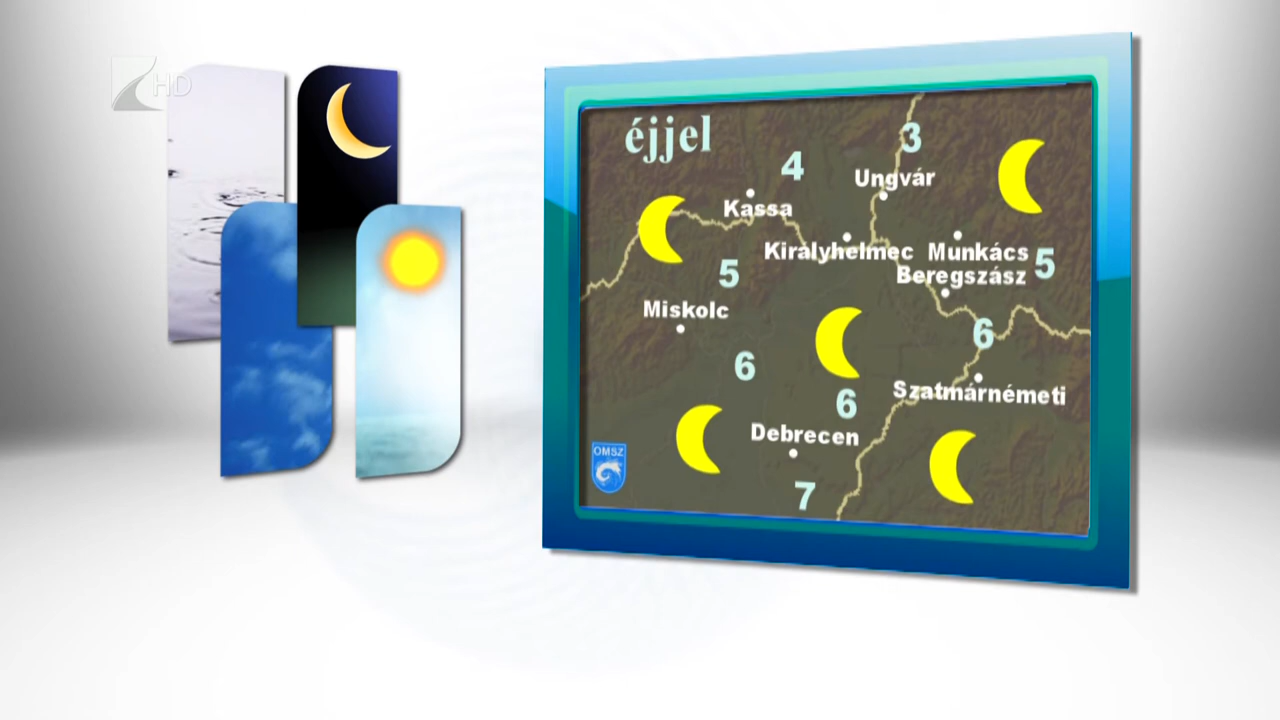 HD
éjjel
3
4
Ungvár
Kassa
Királyhelmec
Munkács
5
Beregszász
5
Miskolc
6
6
Szatmárnémeti
6
Debrecen
OMSZ
7